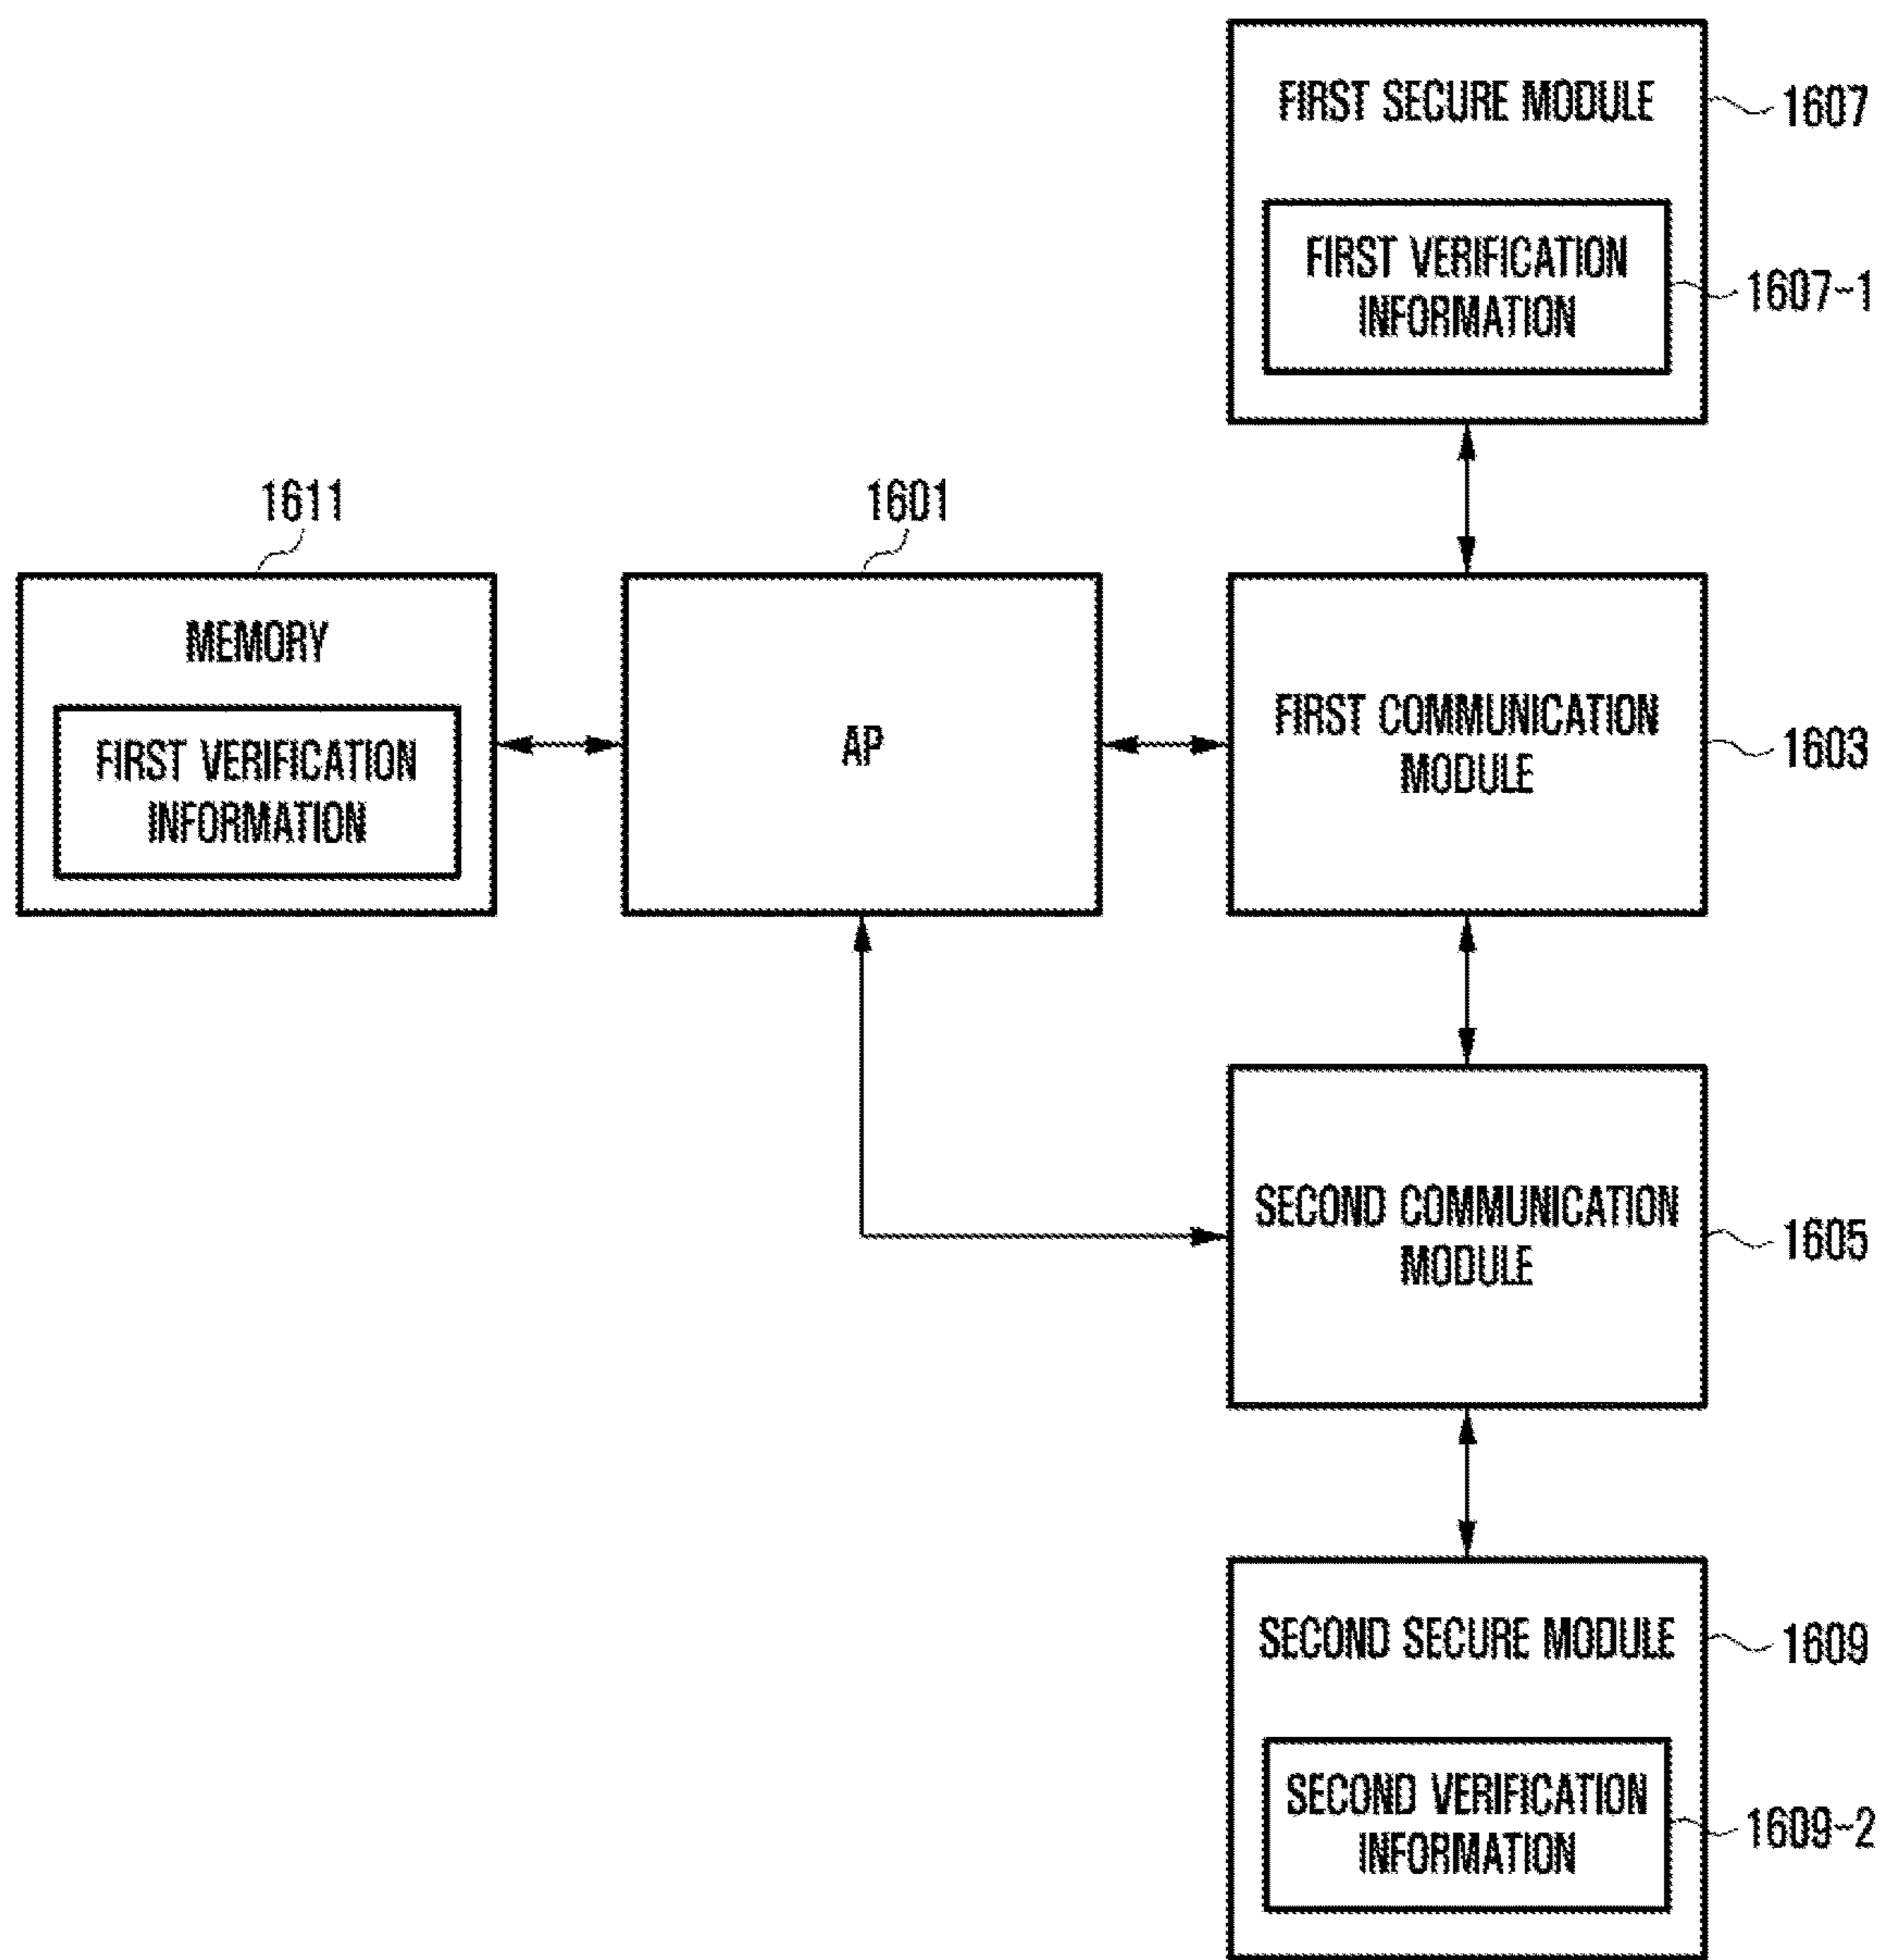 FIRST SECURE MODULE
1607
FIRST VERIFICATION
INFORMATION
1607-1
1611
1601
MEMORY
FIRST VERIFICATION
INFORMATION
AP
FIRST COMMUNICATION
MODULE
1603
SECOND COMMUNICATION
MODULE
1605
SECOND SECURE MODULE
1609
SECOND VERIFICATION
INFORMATION
1609-2